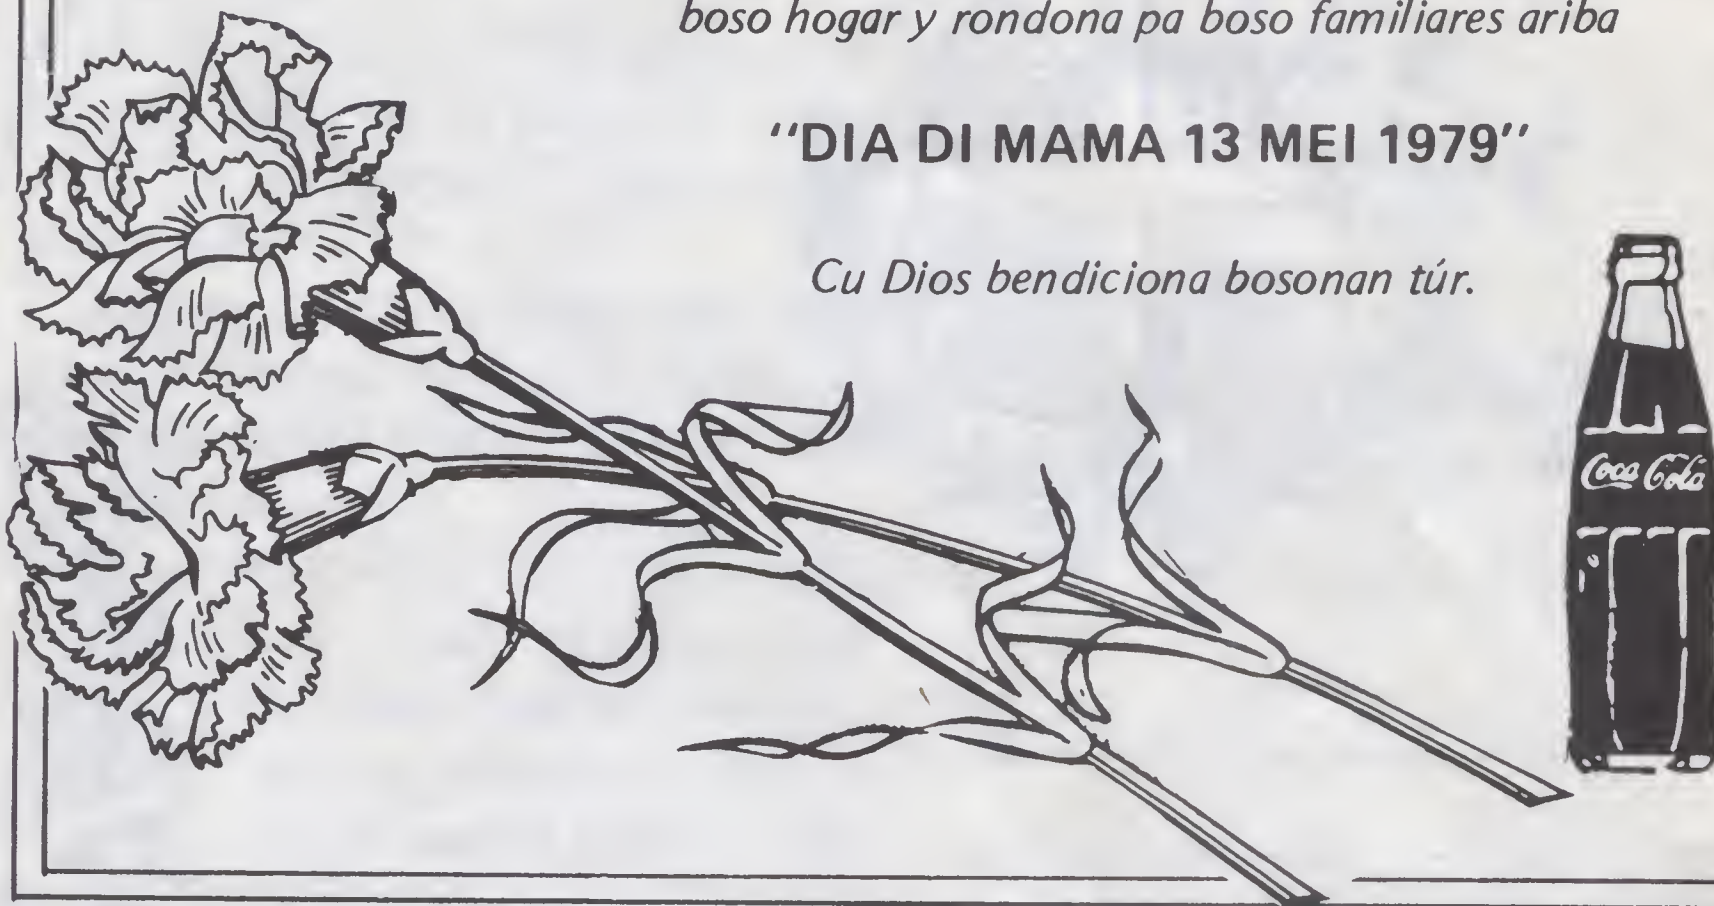 boso hogar y rondona pa boso familiares ariba
"DIA DI MAMA 13 MEI 1979"
Cu Dios bendiciona bosonan túr.
Coca Cola